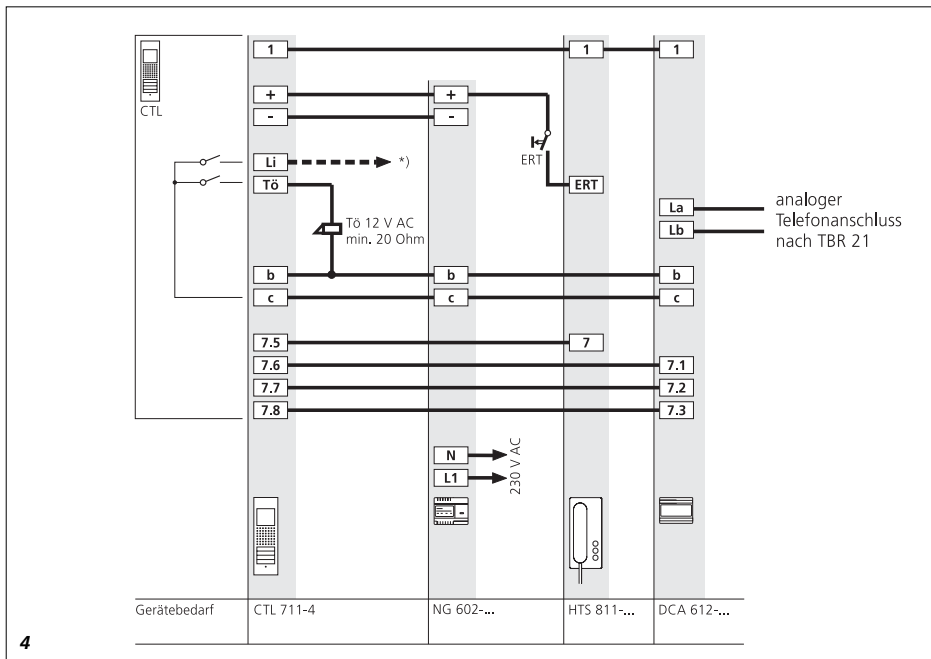 1 1 1
CTL
+ +
- -
ERT
Li *)
Tö ERT
Tö 12 V AC
min. 20 Ohm
La
Lb
analoger
Telefonanschluss
nach TBR 21
b b b
c c c
7.5 7
7.6 7.1
7.7 7.2
7.8 7.3
N
L1
230 V AC
Gerätebedarf CTL 711-4 NG 602-... HTS 811-... DCA 612-...
4